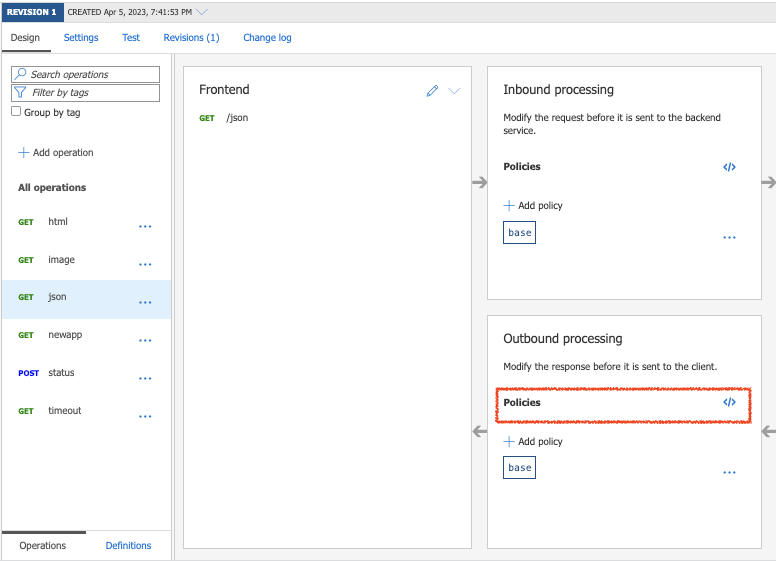 REVISION 1 CREATED Apr 5, 2023, 7:41:53 PM
Design Settings Test Revisions (1) Change log
Search operations
Filter by tags
Group by tag
Add operation
All operations
GET html
GET image
GET json
GET newapp
POST status
GET timeout
Operations Definitions
Frontend
GET /json
Inbound processing
Modify the request before it is sent to the backend
service.
Policies </>
+ Add policy
base
Outbound processing
Modify the response before it is sent to the client.
Policies </>
+ Add policy
base